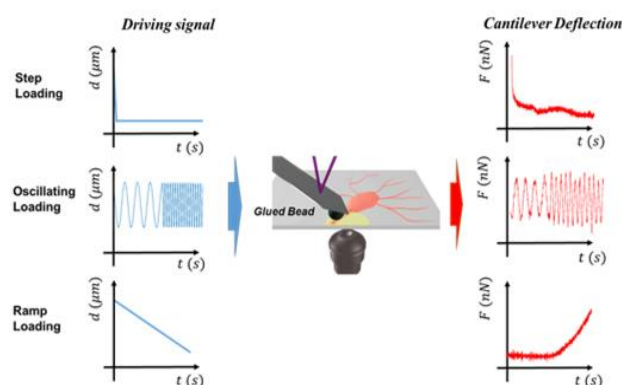 Driving signal
Cantilever Deflection
Step
Loading
d (μm)
t (s)
F (nN)
t (s)
Oscillating
Loading
d (μm)
t (s)
Glued Bead
F (nN)
t (s)
Ramp
Loading
d (μm)
t (s)
F (nN)
t (s)